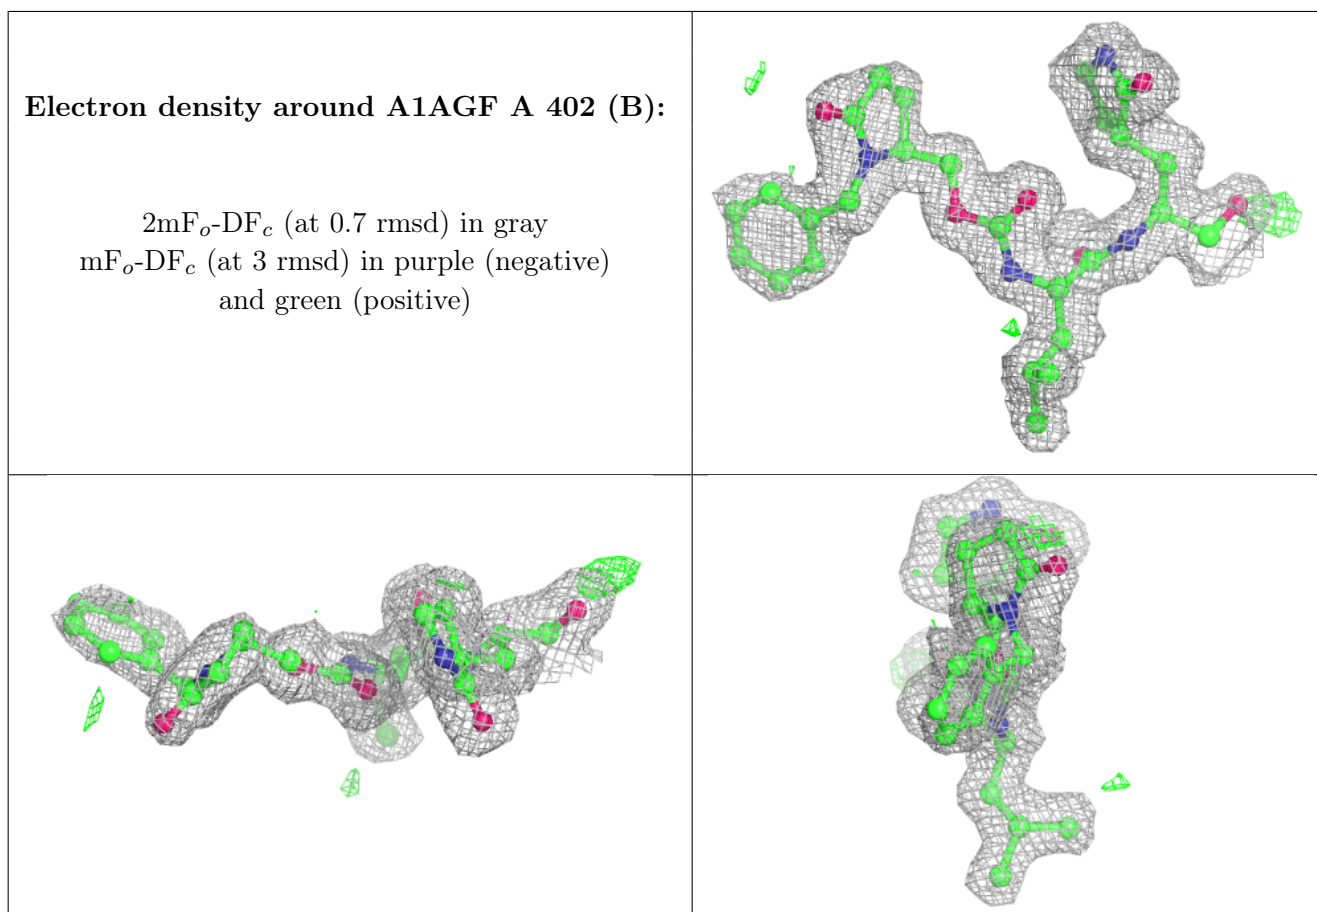 Electron density around A1AGF A 402 (B):
2mFo-DFc (at 0.7 rmsd) in gray
mFo-DFc (at 3 rmsd) in purple (negative)
and green (positive)